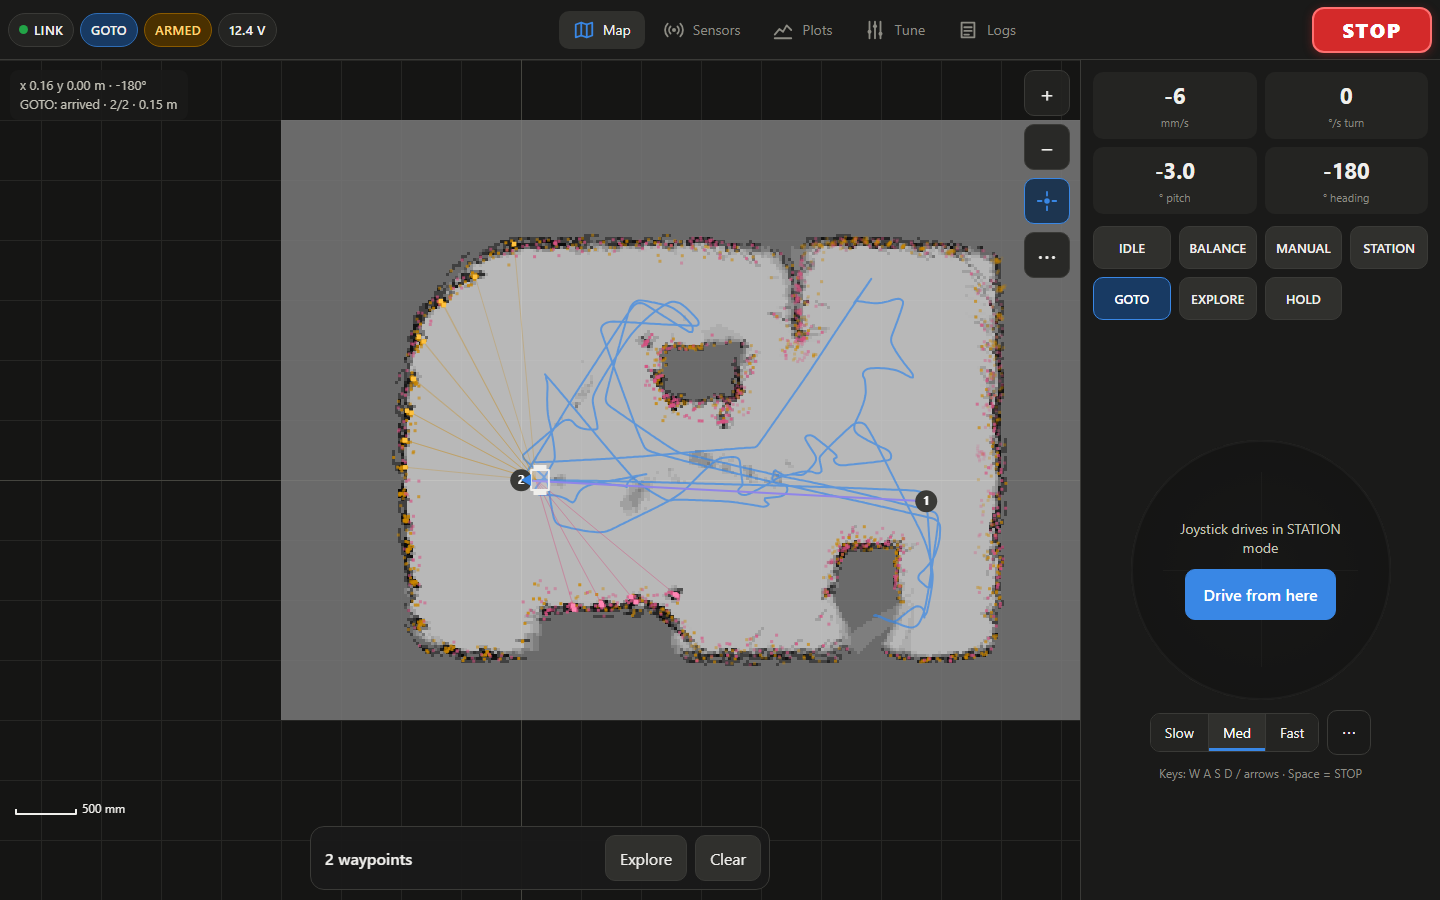 LINK
GOTO
ARMED
12.4 V
Map
Sensors
Plots
Tune
Logs
STOP
x 0.16 y 0.00 m · -180°
GOTO: arrived · 2/2 · 0.15 m
+
−
...
-6
mm/s
0
°/s turn
-3.0
° pitch
-180
° heading
IDLE
BALANCE
MANUAL
STATION
GOTO
EXPLORE
HOLD
2
1
Joystick drives in STATION
mode
Drive from here
Slow
Med
Fast
...
Keys: W A S D / arrows · Space = STOP
500 mm
2 waypoints
Explore
Clear